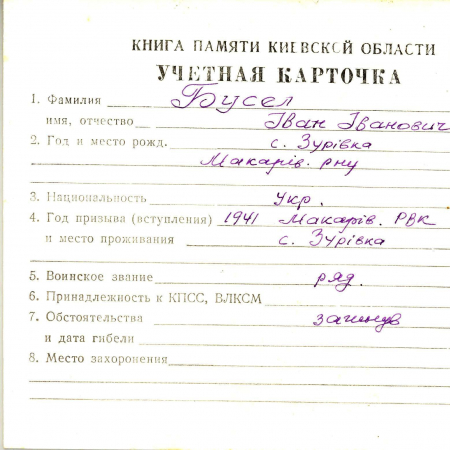 КНИГА ПАМЯТИ КИЕВСКОЙ ОБЛАСТИ
УЧЕТНАЯ КАРТОЧКА
1. Фамилия Бусел
имя, отчество Іван Іванович
2. Год и место рожд. с. Зурівка
Макарів. рну
3. Национальность Укр.
4. Год призыва (вступления) 1941 Макарів. РВК
и место проживания с. Зурівка
5. Воинское звание ряд.
6. Принадлежность к КПСС, ВЛКСМ
7. Обстоятельства загинув
и дата гибели
8. Место захоронения